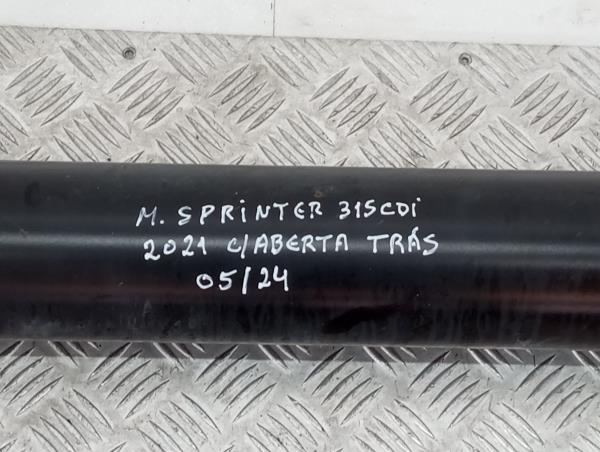 M. SPRINTER 315CDI
2021 C/ABERTA TRÁS
05/24